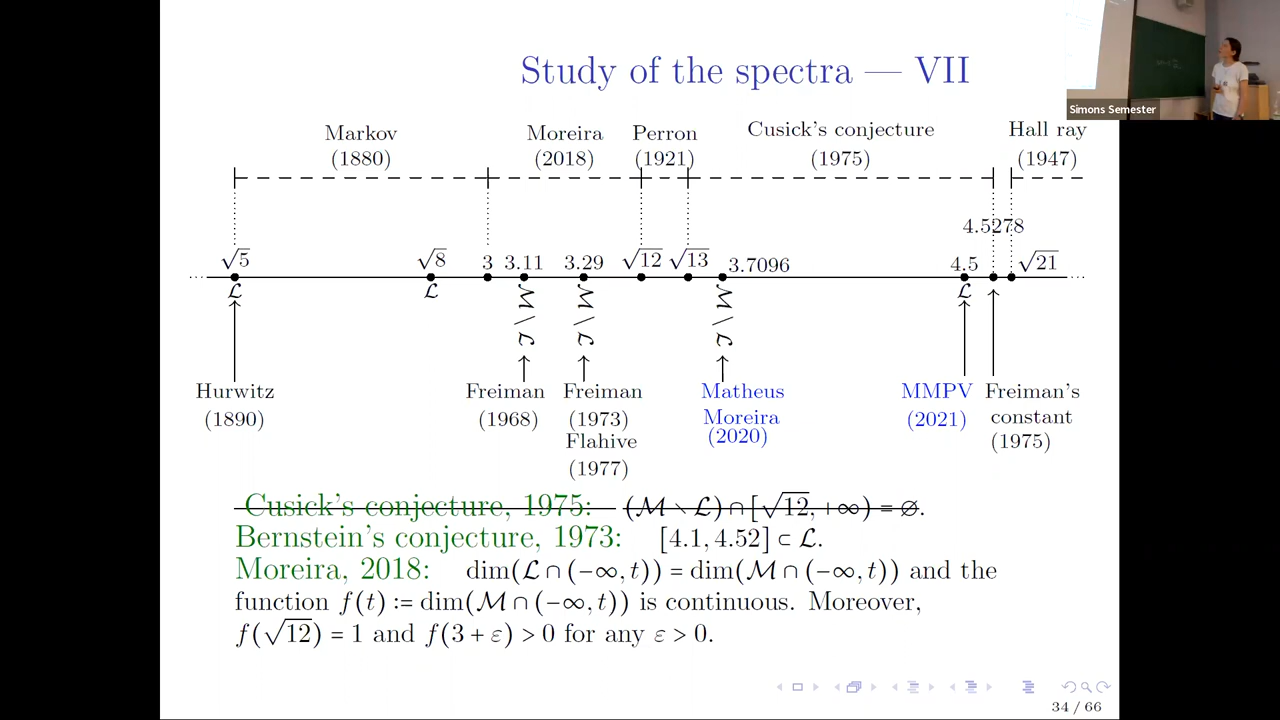 Study of the spectra — VII
Simons Semester
Markov
(1880)
Moreira
(2018)
Perron
(1921)
Cusick's conjecture
(1975)
Hall ray
(1947)
4.5278
√5
√8
3
3.11
3.29
√12
√13
3.7096
4.5
√21
ℒ
ℒ
ℳ \ ℒ
ℳ \ ℒ
ℳ \ ℒ
ℒ
Hurwitz
(1890)
Freiman
(1968)
Freiman
(1973)
Flahive
(1977)
Matheus
Moreira
(2020)
MMPV
(2021)
Freiman's
constant
(1975)
Cusick's conjecture, 1975: (ℳ ∖ ℒ) ∩ [√12, +∞) = ∅.
Bernstein's conjecture, 1973: [4.1, 4.52] ⊂ ℒ.
Moreira, 2018: dim(ℒ ∩ (−∞, t)) = dim(ℳ ∩ (−∞, t)) and the
function f(t) := dim(ℳ ∩ (−∞, t)) is continuous. Moreover,
f(√12) = 1 and f(3 + ε) > 0 for any ε > 0.
34 / 66